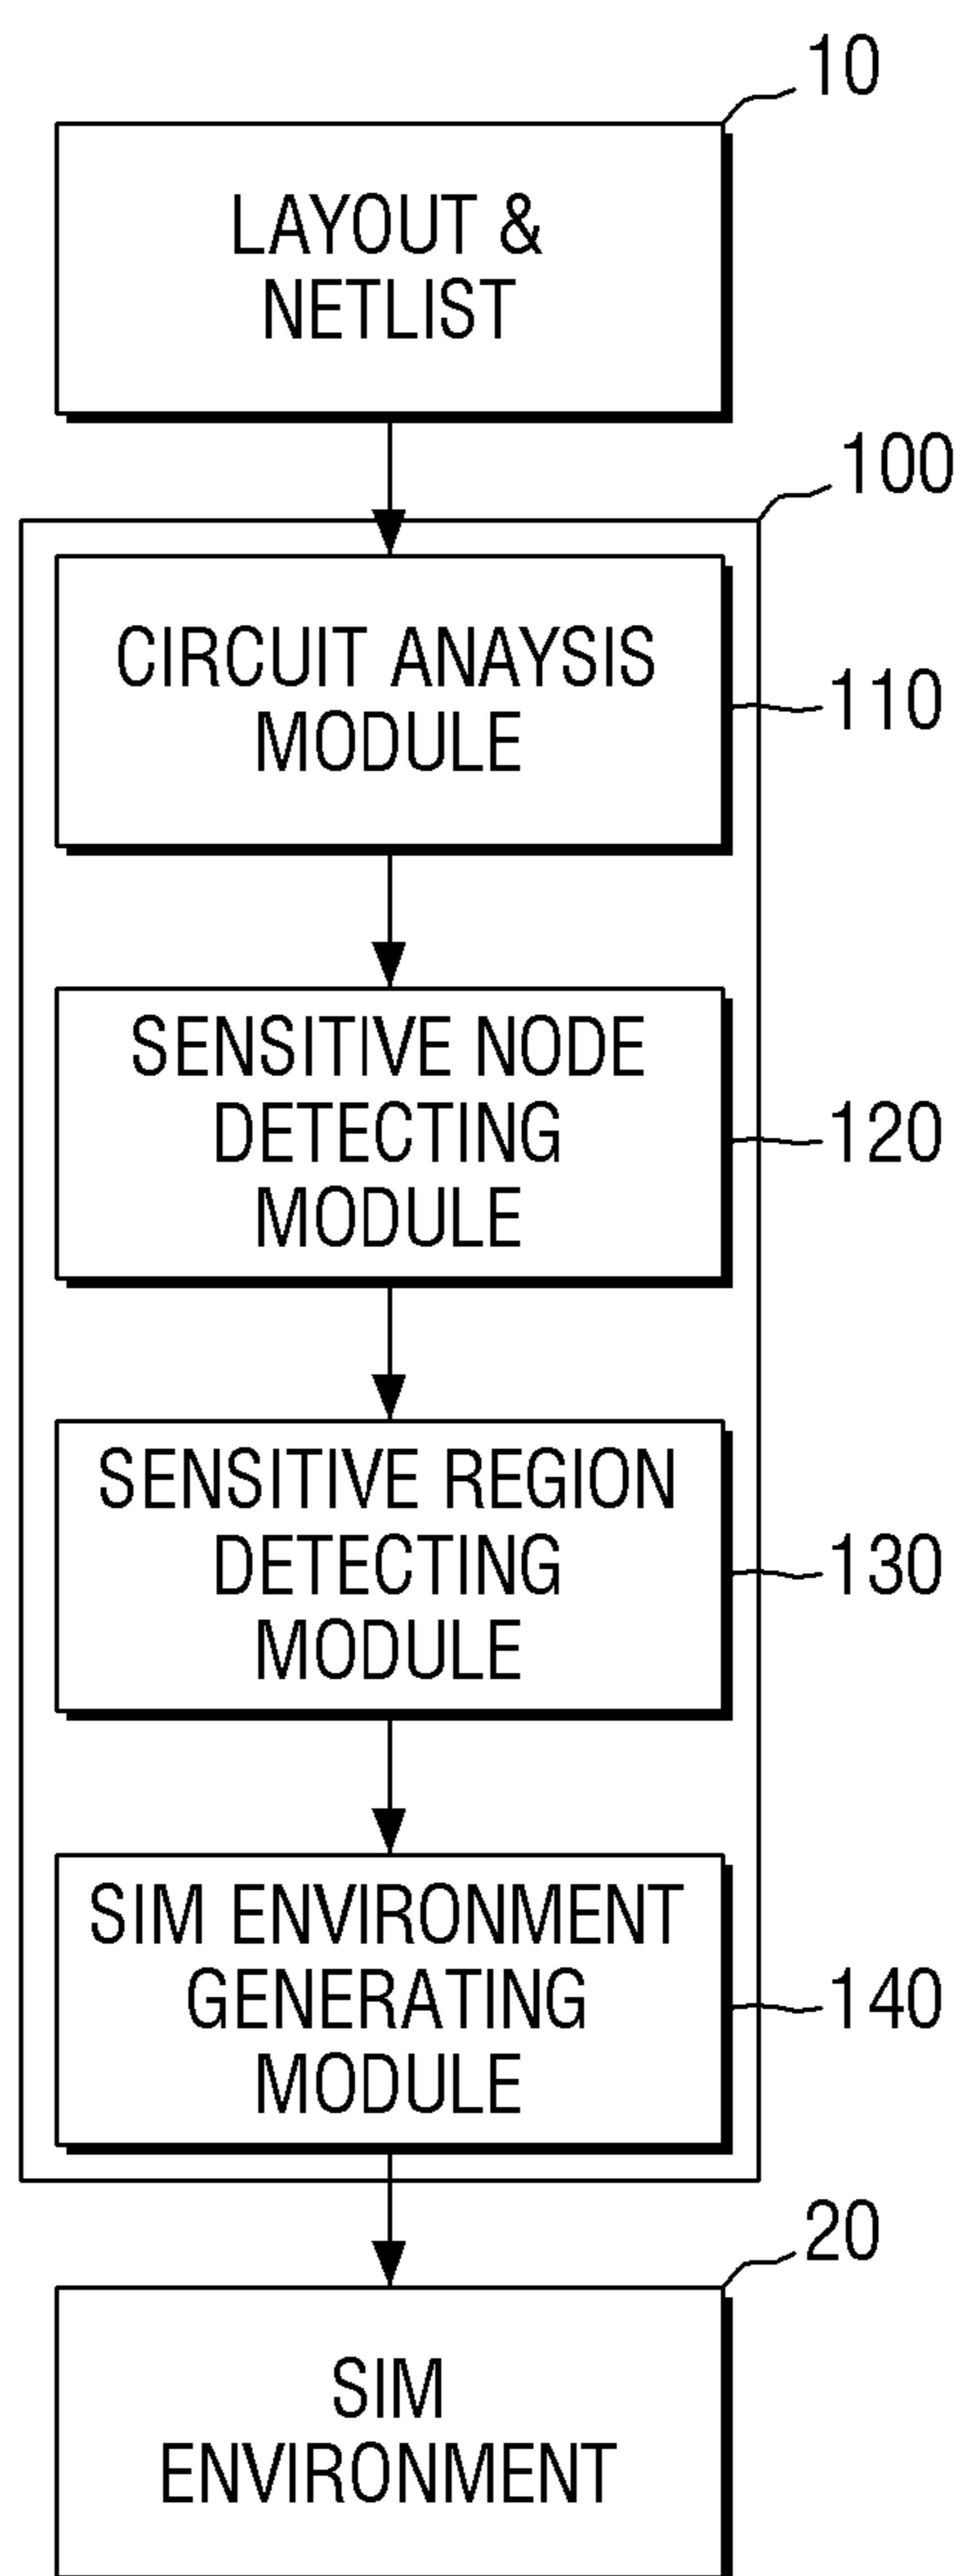 10
LAYOUT &
NETLIST
100
CIRCUIT ANAYSIS
MODULE
110
SENSITIVE NODE
DETECTING
MODULE
120
SENSITIVE REGION
DETECTING
MODULE
130
SIM ENVIRONMENT
GENERATING
MODULE
140
20
SIM
ENVIRONMENT